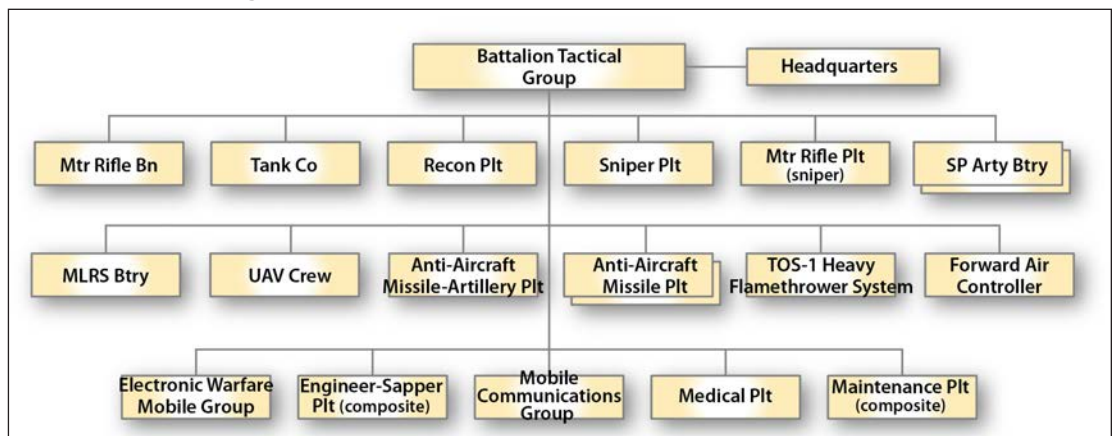 Battalion Tactical
Group
Headquarters
Mtr Rifle Bn
Tank Co
Recon Plt
Sniper Plt
Mtr Rifle Plt
(sniper)
SP Arty Btry
MLRS Btry
UAV Crew
Anti-Aircraft
Missile-Artillery Plt
Anti-Aircraft
Missile Plt
TOS-1 Heavy
Flamethrower System
Forward Air
Controller
Electronic Warfare
Mobile Group
Engineer-Sapper
Plt (composite)
Mobile
Communications
Group
Medical Plt
Maintenance Plt
(composite)